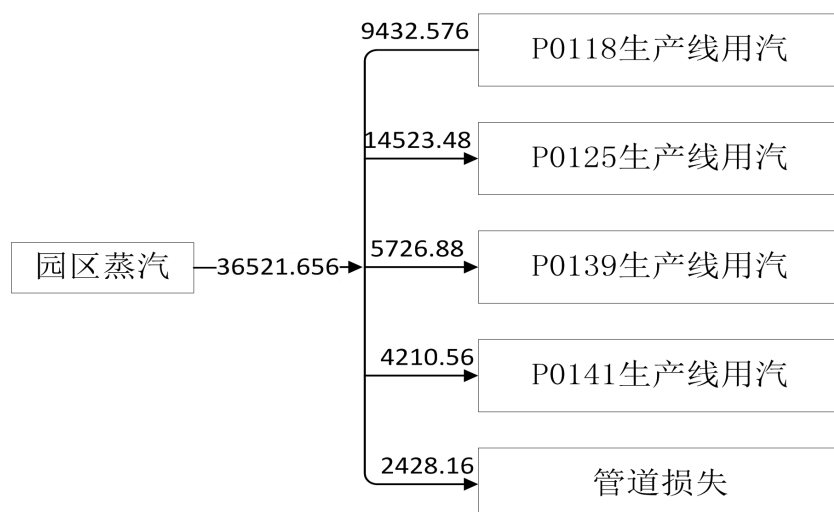 9432.576
P0118生产线用汽
14523.48
P0125生产线用汽
园区蒸汽
36521.656
5726.88
P0139生产线用汽
4210.56
P0141生产线用汽
2428.16
管道损失